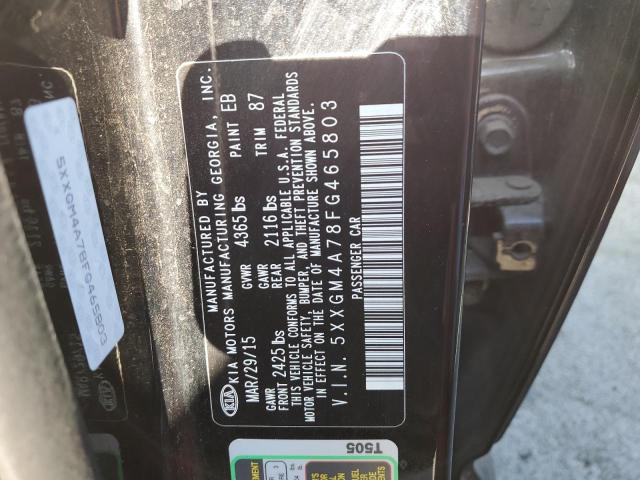 MANUFACTURED BY
KIA MOTORS MANUFACTURING GEORGIA, INC.
MAR/29/15 GVWR 4365 lbs PAINT EB
GAWR FRONT 2425 lbs GAWR REAR 2116 lbs TRIM 87
THIS VEHICLE CONFORMS TO ALL APPLICABLE U.S.A. FEDERAL
MOTOR VEHICLE SAFETY, BUMPER, AND THEFT PREVENTION STANDARDS
IN EFFECT ON THE DATE OF MANUFACTURE SHOWN ABOVE.
V.I.N. 5XXGM4A78FG465803
PASSENGER CAR
5XXGM4A78FG465803
T505